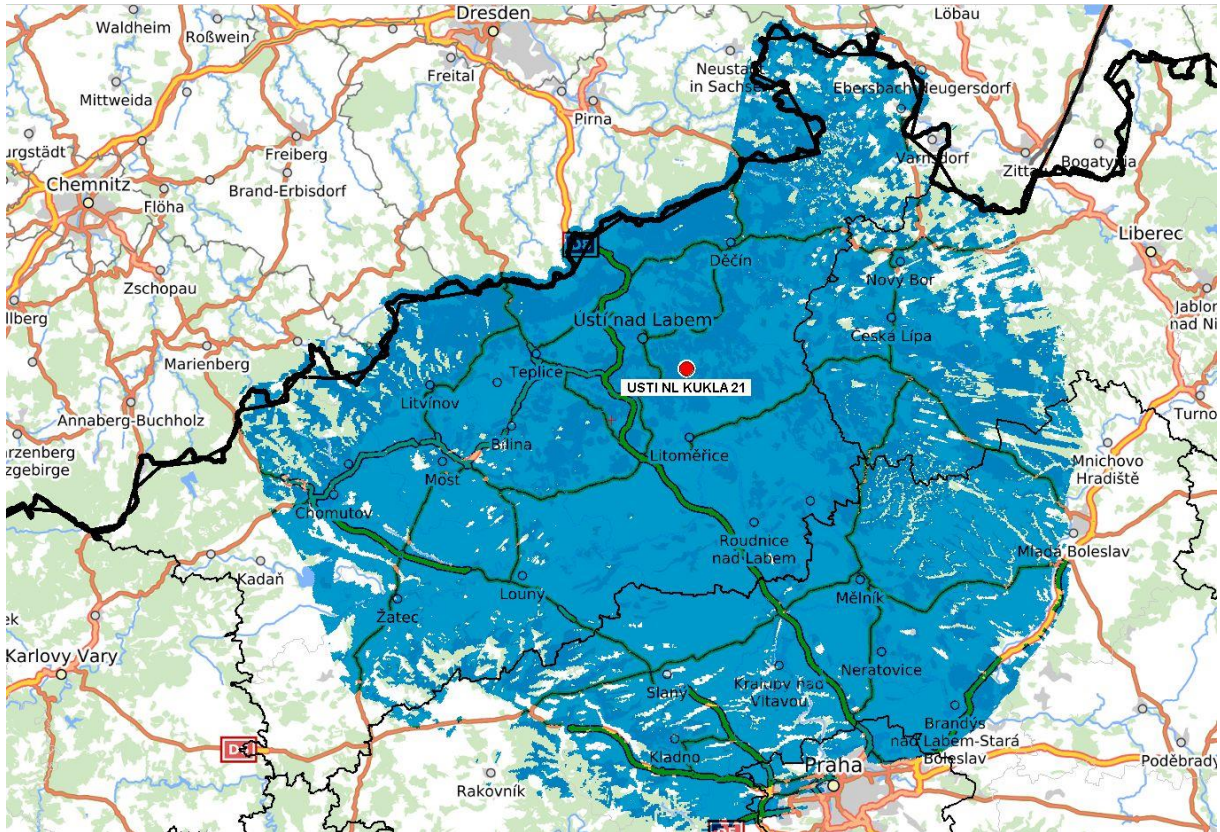 Dresden
Löbau
Waldheim
Roßwein
Freital
Neustadt
in Sachsen
Mittweida
Ebersbach-Neugersdorf
Pirna
urgstädt
Freiberg
Varnsdorf
Zittau
Bogatynia
Chemnitz
Flöha
Brand-Erbisdorf
Liberec
Děčín
Zschopau
Nový Bor
Jablon
nad Ni
llberg
Ústí nad Labem
Česká Lípa
Marienberg
Teplice
USTI NL KUKLA 21
Litvínov
Annaberg-Buchholz
Turno
Bílina
arzenberg
zgebirge
Litoměřice
Mnichovo
Hradiště
Most
Chomutov
Roudnice
nad Labem
Mladá Boleslav
Kadaň
Louny
Mělník
Žatec
ek
Karlovy Vary
Neratovice
Slaný
Kralupy nad
Vltavou
Brandýs
nad Labem-Stará
Boleslav
Kladno
Praha
Poděbrady
Rakovník